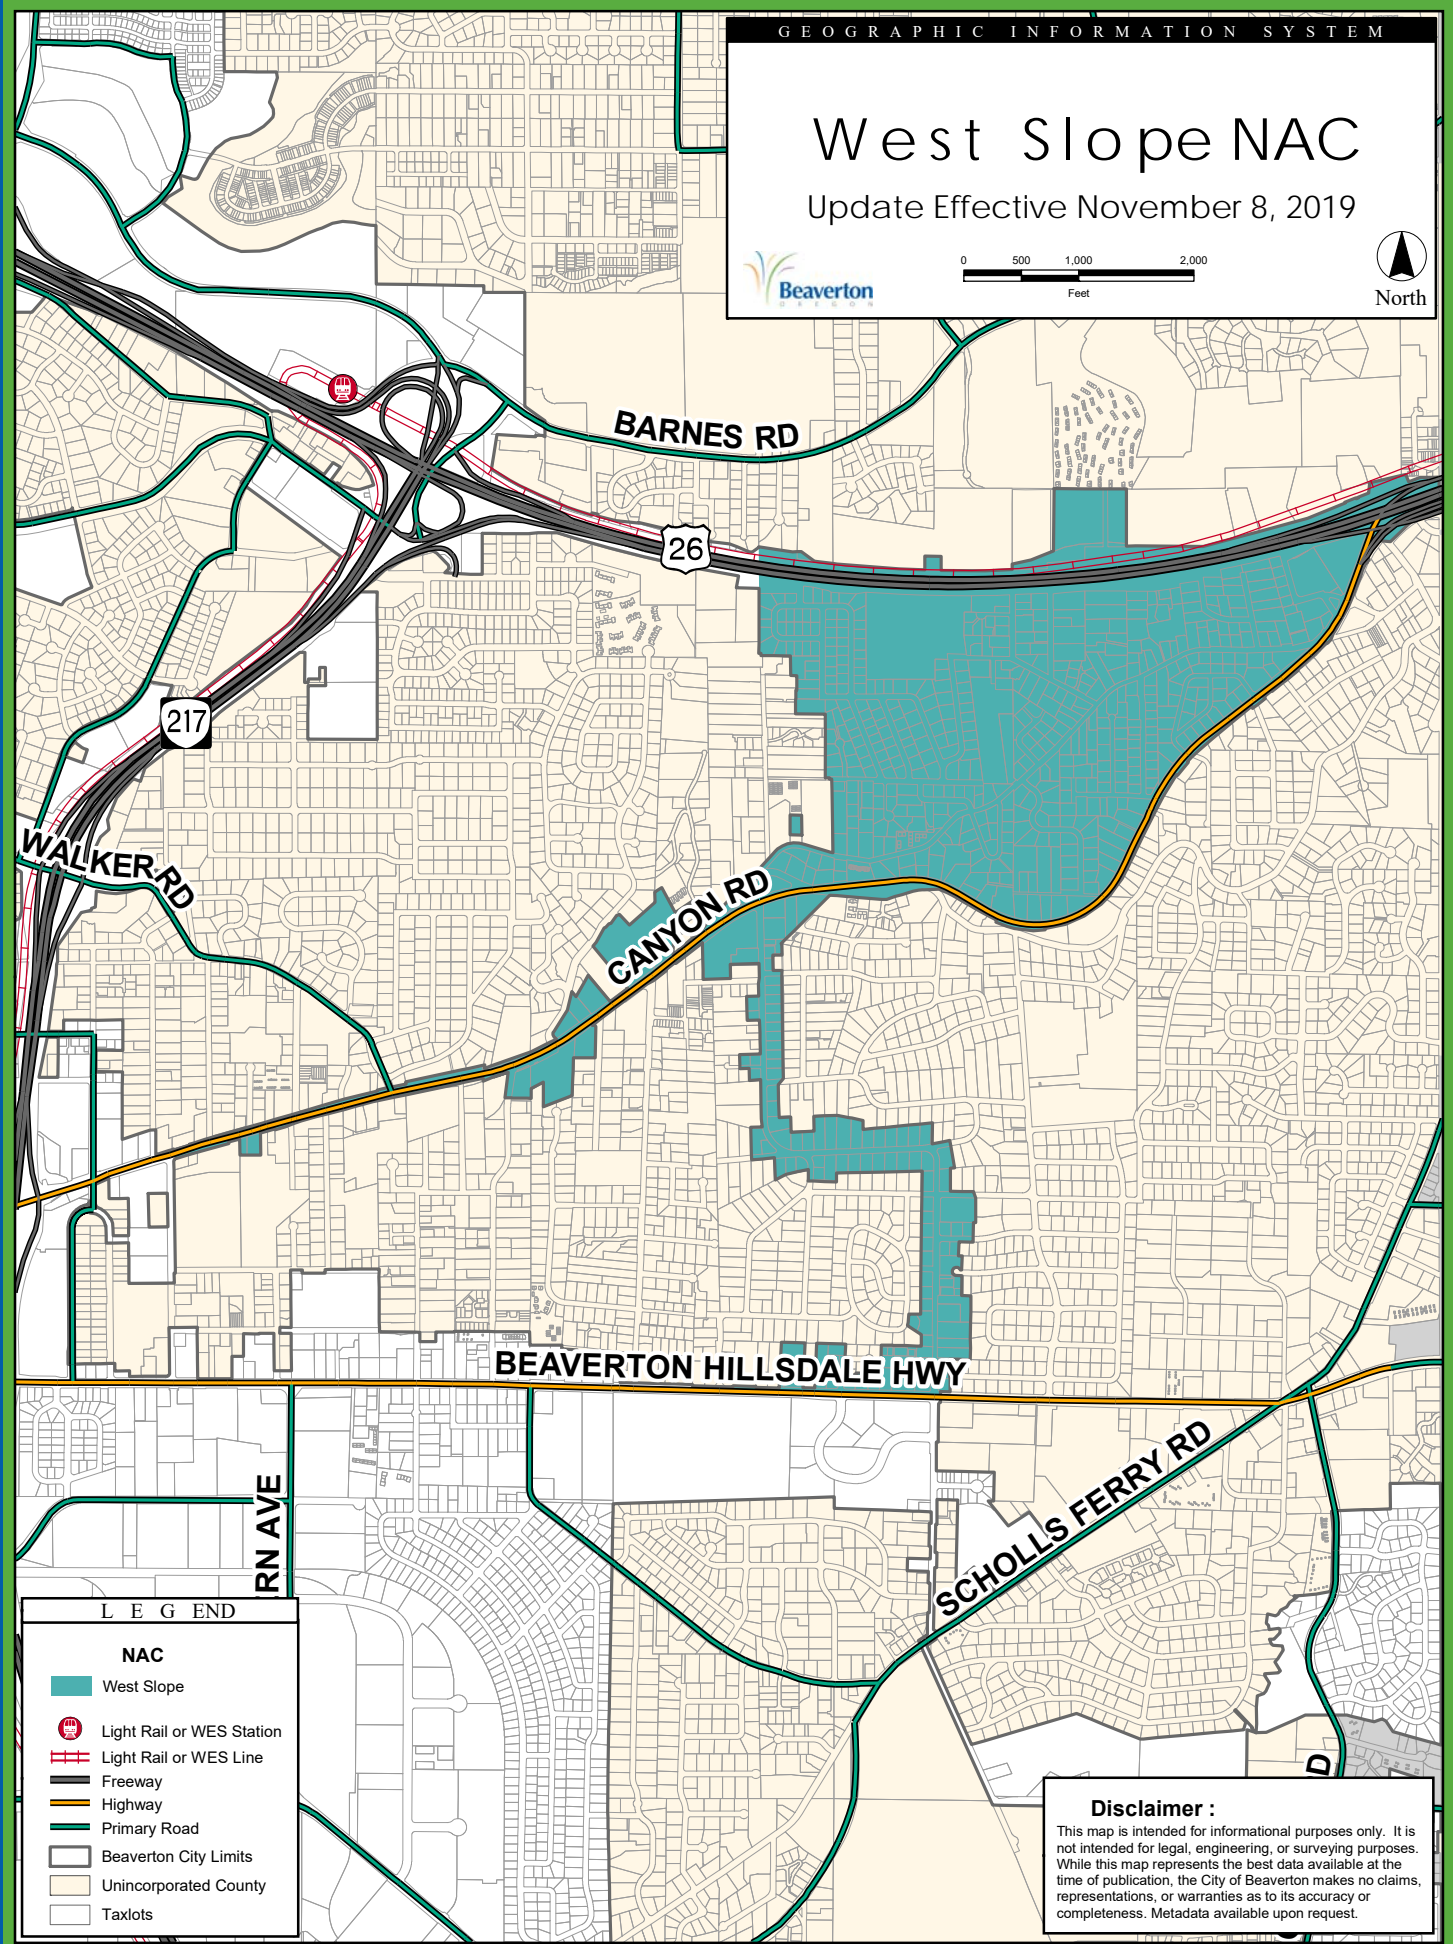 GEOGRAPHIC INFORMATION SYSTEM
West Slope NAC
Update Effective November 8, 2019
Beaverton
OREGON
0 500 1,000 2,000
Feet
North
BARNES RD
26
217
WALKER RD
CANYON RD
BEAVERTON HILLSDALE HWY
SCHOLLS FERRY RD
RN AVE
D
LEGEND
NAC
West Slope
Light Rail or WES Station
Light Rail or WES Line
Freeway
Highway
Primary Road
Beaverton City Limits
Unincorporated County
Taxlots
Disclaimer :
This map is intended for informational purposes only. It is
not intended for legal, engineering, or surveying purposes.
While this map represents the best data available at the
time of publication, the City of Beaverton makes no claims,
representations, or warranties as to its accuracy or
completeness. Metadata available upon request.